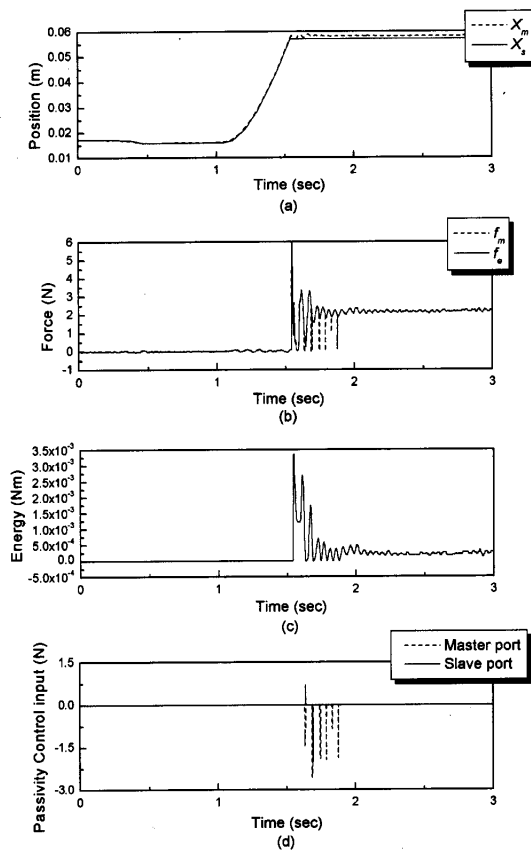 0.06
0.05
0.04
0.03
0.02
0.01
Position (m)
X_m
X_s
0
1
2
3
Time (sec)
(a)
6
5
4
3
2
1
0
-1
Force (N)
f_m
f_e
0
1
2
3
Time (sec)
(b)
3.5x10⁻³
3.0x10⁻³
2.5x10⁻³
2.0x10⁻³
1.5x10⁻³
1.0x10⁻³
5.0x10⁻⁴
0.0
-5.0x10⁻⁴
Energy (Nm)
0
1
2
3
Time (sec)
(c)
1.5
0.0
-1.5
-3.0
Passivity Control input (N)
Master port
Slave port
0
1
2
3
Time (sec)
(d)